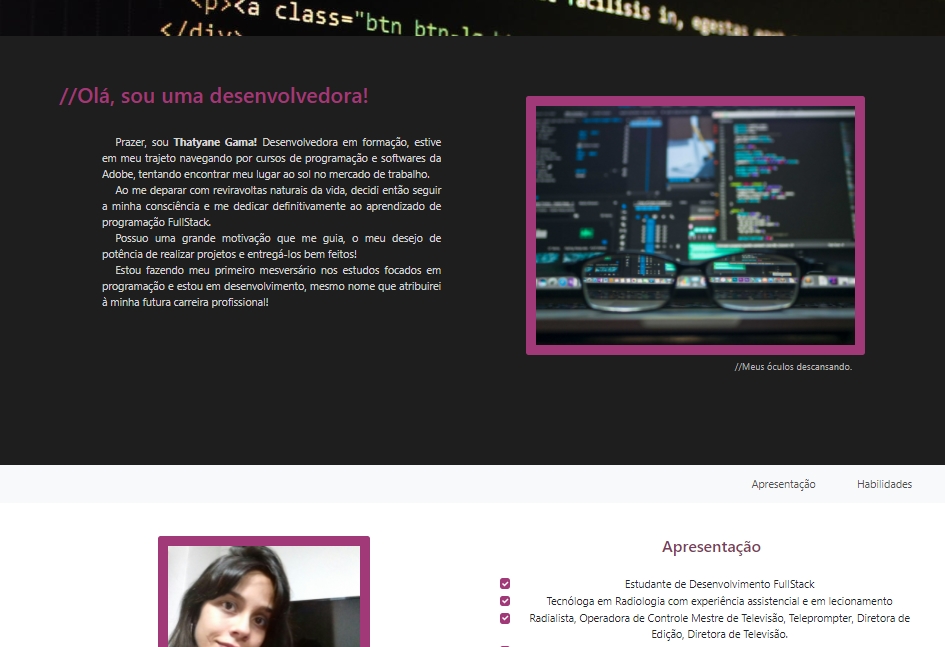 <p><a class="btn btn-lg
</div>
facilisis in, egestas
//Olá, sou uma desenvolvedora!
Prazer, sou Thatyane Gama! Desenvolvedora em formação, estive
em meu trajeto navegando por cursos de programação e softwares da
Adobe, tentando encontrar meu lugar ao sol no mercado de trabalho.
Ao me deparar com reviravoltas naturais da vida, decidi então seguir
a minha consciência e me dedicar definitivamente ao aprendizado de
programação FullStack.
Possuo uma grande motivação que me guia, o meu desejo de
potência de realizar projetos e entregá-los bem feitos!
Estou fazendo meu primeiro mesversário nos estudos focados em
programação e estou em desenvolvimento, mesmo nome que atribuirei
à minha futura carreira profissional!
//Meus óculos descansando.
Apresentação
Habilidades
Apresentação
Estudante de Desenvolvimento FullStack
Tecnóloga em Radiologia com experiência assistencial e em lecionamento
Radialista, Operadora de Controle Mestre de Televisão, Teleprompter, Diretora de
Edição, Diretora de Televisão.